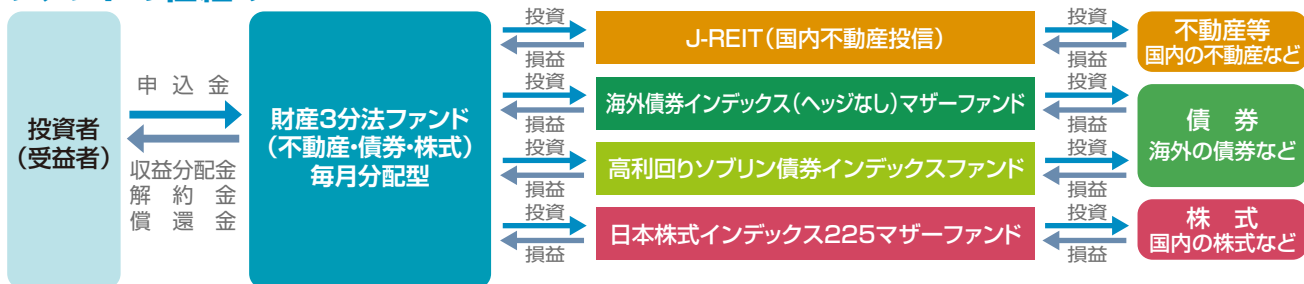 投資者
(受益者)
申込金
収益分配金
解約金
償還金
財産3分法ファンド
(不動産・債券・株式)
毎月分配型
投資
損益
J-REIT(国内不動産投信)
投資
損益
不動産等
国内の不動産など
投資
損益
海外債券インデックス(ヘッジなし)マザーファンド
投資
損益
債券
海外の債券など
投資
損益
高利回りソブリン債券インデックスファンド
投資
損益
投資
損益
日本株式インデックス225マザーファンド
投資
損益
株式
国内の株式など